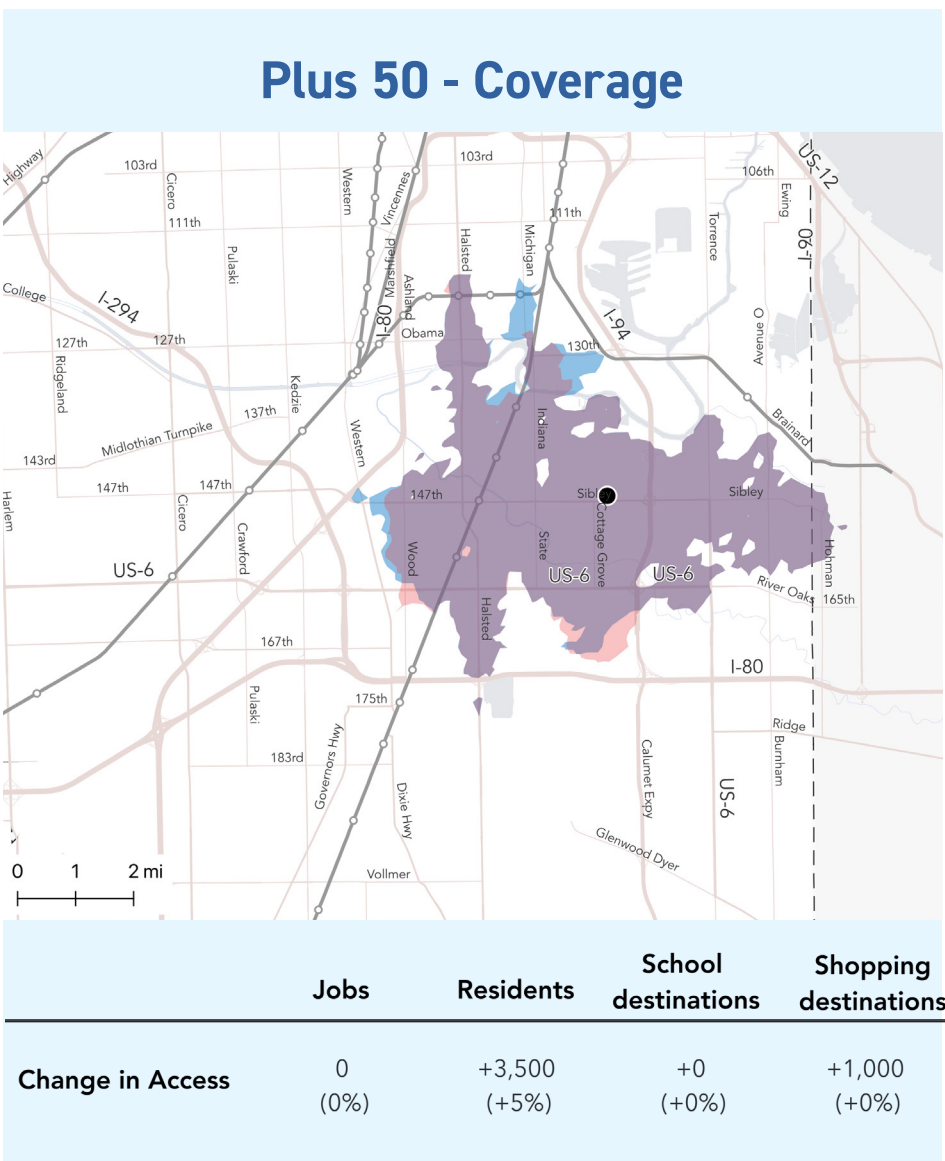 Plus 50 - Coverage
Highway
103rd
Cicero
Western
Vincennes
103rd
US-12
106th
Ewing
111th
111th
Pulaski
Marshfield
Halsted
Michigan
Torrence
I-90
College
I-294
Ashland
I-80
Obama
I-94
127th
127th
130th
Avenue O
Ridgeland
Kedzie
137th
Midlothian Turnpike
Western
Indiana
Brainard
143rd
147th
147th
147th
Sibley
Sibley
Harlem
Cicero
Crawford
Wood
State
Cottage Grove
Hohman
US-6
US-6
US-6
River Oaks
165th
Halsted
167th
I-80
Pulaski
175th
Ridge
183rd
Governors Hwy
Dixie Hwy
Calumet Expy
US-6
Burnham
Glenwood Dyer
0 1 2 mi
Vollmer
Jobs
Residents
School
destinations
Shopping
destinations
Change in Access
0
(0%)
+3,500
(+5%)
+0
(+0%)
+1,000
(+0%)